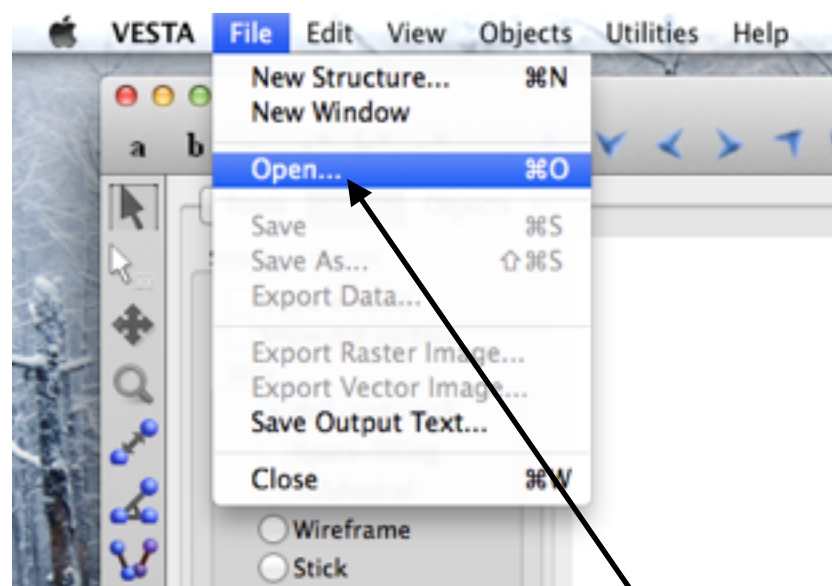 VESTA File Edit View Objects Utilities Help
New Structure... ⌘N
New Window
a b
Open... ⌘O
Save ⌘S
Save As... ⇧⌘S
Export Data...
Export Raster Image...
Export Vector Image...
Save Output Text...
Close ⌘W
Wireframe
Stick